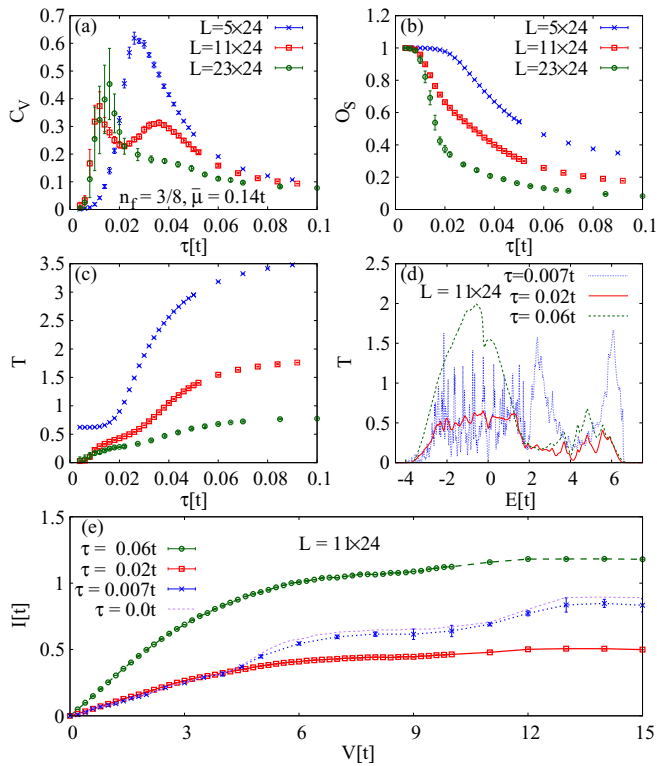 (a)
L=5×24
L=11×24
L=23×24
C_V
0.7
0.6
0.5
0.4
0.3
0.2
0.1
0
n_f = 3/8, μ̄ = 0.14t
0 0.02 0.04 0.06 0.08 0.1
τ[t]
(b)
L=5×24
L=11×24
L=23×24
O_S
1.2
1
0.8
0.6
0.4
0.2
0
0 0.02 0.04 0.06 0.08 0.1
τ[t]
(c)
T
3.5
3
2.5
2
1.5
1
0.5
0
0 0.02 0.04 0.06 0.08 0.1
τ[t]
(d)
L = 11×24
τ=0.007t
τ= 0.02t
τ= 0.06t
T
2.5
2
1.5
1
0.5
0
-4 -2 0 2 4 6
E[t]
(e)
L = 11×24
τ = 0.06t
τ = 0.02t
τ = 0.007t
τ = 0.0t
I[t]
1.5
1
0.5
0
0 3 6 9 12 15
V[t]